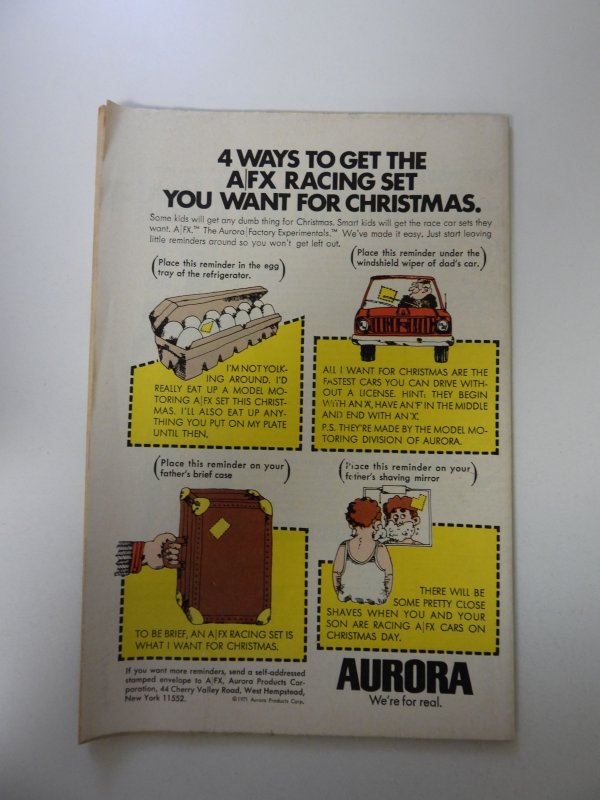 4 WAYS TO GET THE
A|FX RACING SET
YOU WANT FOR CHRISTMAS.
Some kids will get any dumb thing for Christmas. Smart kids will get the race car sets they
want. A|FX.™ The Aurora|Factory Experimentals.™ We've made it easy. Just start leaving
little reminders around so you won't get left out.
(Place this reminder in the egg
tray of the refrigerator.)
I'M NOT YOLK-
ING AROUND. I'D
REALLY EAT UP A MODEL MO-
TORING A|FX SET THIS CHRIST-
MAS. I'LL ALSO EAT UP ANY-
THING YOU PUT ON MY PLATE
UNTIL THEN.
(Place this reminder under the
windshield wiper of dad's car.)
ALL I WANT FOR CHRISTMAS ARE THE
FASTEST CARS YOU CAN DRIVE WITH-
OUT A LICENSE. HINT: THEY BEGIN
WITH AN 'A', HAVE AN 'F' IN THE MIDDLE
AND END WITH AN 'X'.
P.S. THEY'RE MADE BY THE MODEL MO-
TORING DIVISION OF AURORA.
(Place this reminder on your
father's brief case)
TO BE BRIEF, AN A|FX RACING SET IS
WHAT I WANT FOR CHRISTMAS.
(Place this reminder on your
father's shaving mirror)
THERE WILL BE
SOME PRETTY CLOSE
SHAVES WHEN YOU AND YOUR
SON ARE RACING A|FX CARS ON
CHRISTMAS DAY.
If you want more reminders, send a self-addressed
stamped envelope to A|FX, Aurora Products Cor-
poration, 44 Cherry Valley Road, West Hempstead,
New York 11552. ©1971 Aurora Products Corp.
AURORA
We're for real.